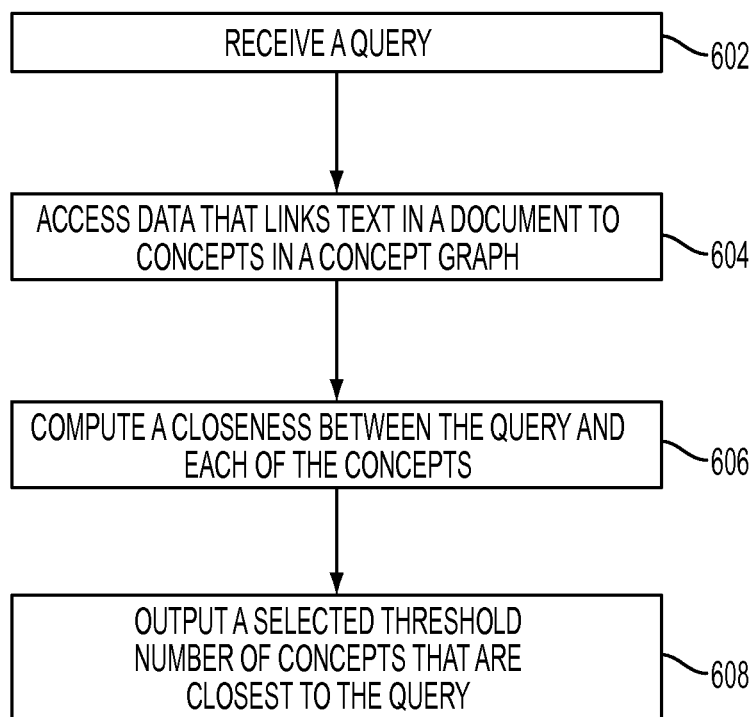 RECEIVE A QUERY
602
ACCESS DATA THAT LINKS TEXT IN A DOCUMENT TO
CONCEPTS IN A CONCEPT GRAPH
604
COMPUTE A CLOSENESS BETWEEN THE QUERY AND
EACH OF THE CONCEPTS
606
OUTPUT A SELECTED THRESHOLD
NUMBER OF CONCEPTS THAT ARE
CLOSEST TO THE QUERY
608